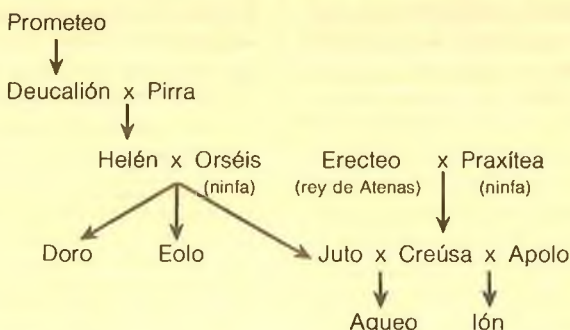 Prometeo
Deucalión x Pirra
Helén x Orséis Erecteo x Praxítea
(ninfa) (rey de Atenas) (ninfa)
Doro Eolo Juto x Creúsa x Apolo
Aqueo Ión